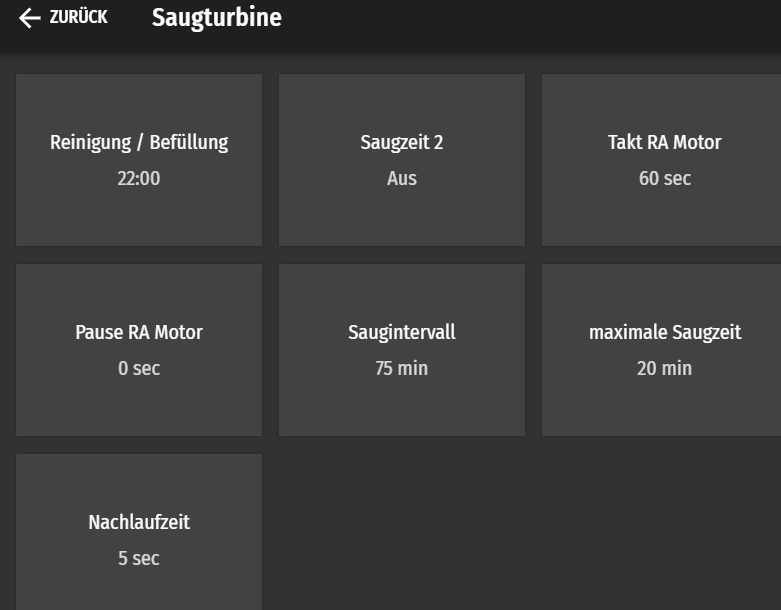 ZURÜCK Saugturbine
Reinigung / Befüllung
22:00
Saugzeit 2
Aus
Takt RA Motor
60 sec
Pause RA Motor
0 sec
Saugintervall
75 min
maximale Saugzeit
20 min
Nachlaufzeit
5 sec